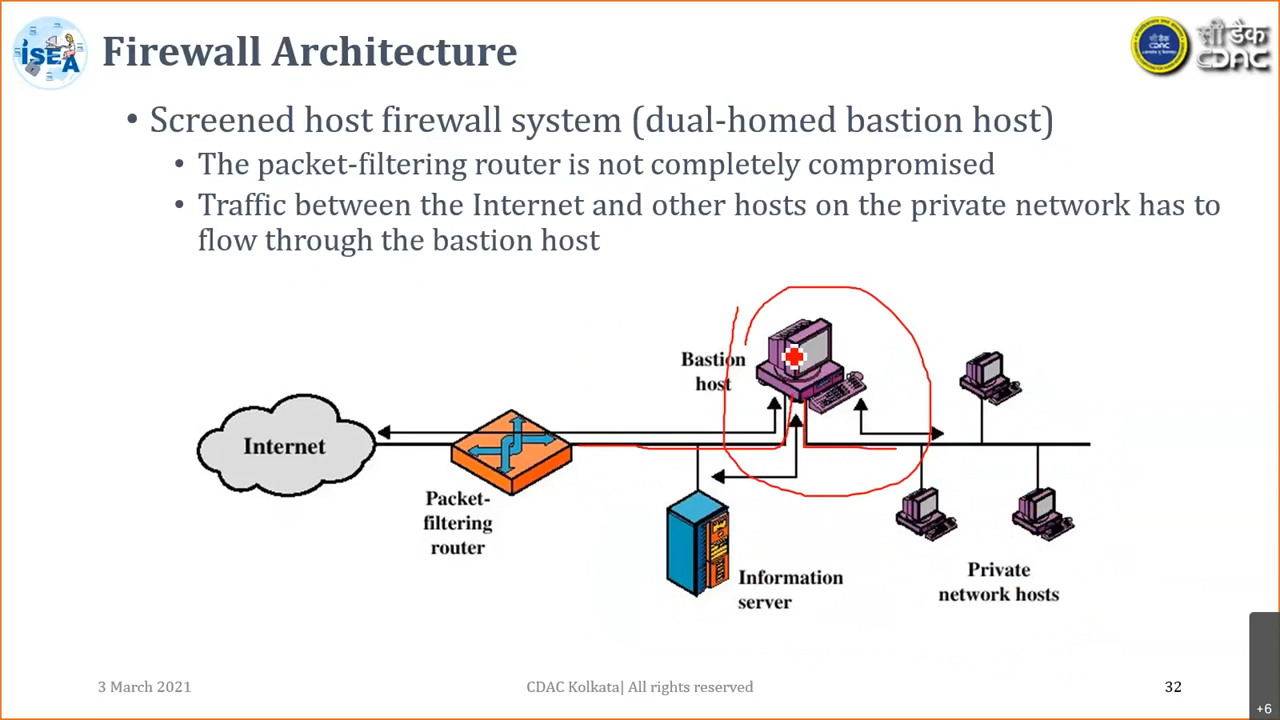 ISEA
Firewall Architecture
सी डैक
CDAC
• Screened host firewall system (dual-homed bastion host)
• The packet-filtering router is not completely compromised
• Traffic between the Internet and other hosts on the private network has to
flow through the bastion host
Bastion
host
Internet
Packet-
filtering
router
Information
server
Private
network hosts
3 March 2021
CDAC Kolkata| All rights reserved
32
+6